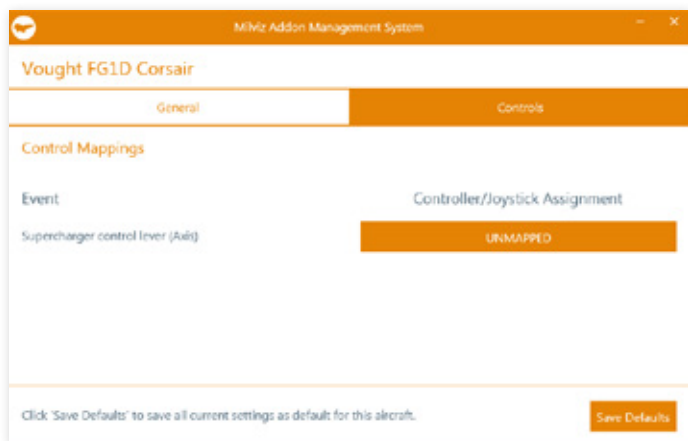 Milviz Addon Management System
Vought FG1D Corsair
General Controls
Control Mappings
Event Controller/Joystick Assignment
Supercharger control lever (Axis) UNMAPPED
Click 'Save Defaults' to save all current settings as default for this aircraft. Save Defaults